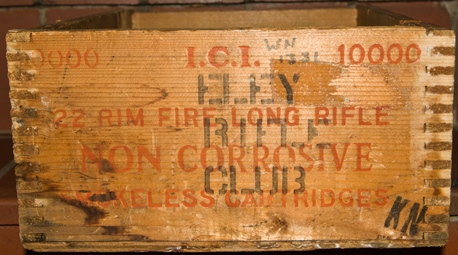 10000 I.C.I. 10000
WN
ELEY
22 RIM FIRE LONG RIFLE
RIFLE
NON CORROSIVE
CLUB
SMOKELESS CARTRIDGES
KN